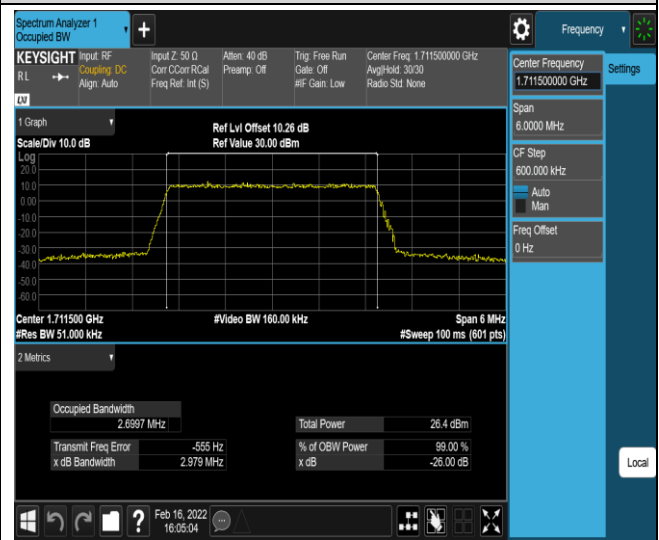 Spectrum Analyzer 1
Occupied BW
+
Frequency
KEYSIGHT Input: RF Input Z: 50 Ω Atten: 40 dB Trig: Free Run Center Freq: 1.711500000 GHz
RL Coupling: DC Corr CCorr RCal Preamp: Off Gate: Off Avg|Hold: 30/30
Align: Auto Freq Ref: Int (S) #IF Gain: Low Radio Std: None
LXI
Center Frequency
1.711500000 GHz
Settings
Span
6.0000 MHz
CF Step
600.000 kHz
Auto
Man
Freq Offset
0 Hz
1 Graph
Ref Lvl Offset 10.26 dB
Scale/Div 10.0 dB Ref Value 30.00 dBm
Log
20.0
10.0
0.00
-10.0
-20.0
-30.0
-40.0
-50.0
-60.0
Center 1.711500 GHz #Video BW 160.00 kHz Span 6 MHz
#Res BW 51.000 kHz #Sweep 100 ms (601 pts)
2 Metrics
Occupied Bandwidth
2.6997 MHz
Total Power 26.4 dBm
Transmit Freq Error -555 Hz % of OBW Power 99.00 %
x dB Bandwidth 2.979 MHz x dB -26.00 dB
Local
? Feb 16, 2022
16:05:04